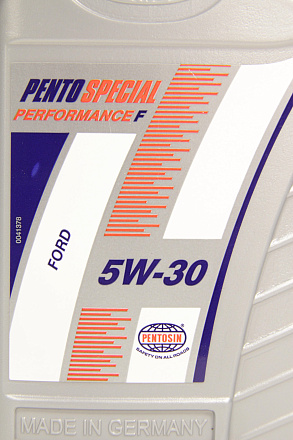 PENTO SPECIAL
PERFORMANCE F
0041378
FORD
5W-30
PENTOSIN
SAFETY ON ALL ROADS
MADE IN GERMANY